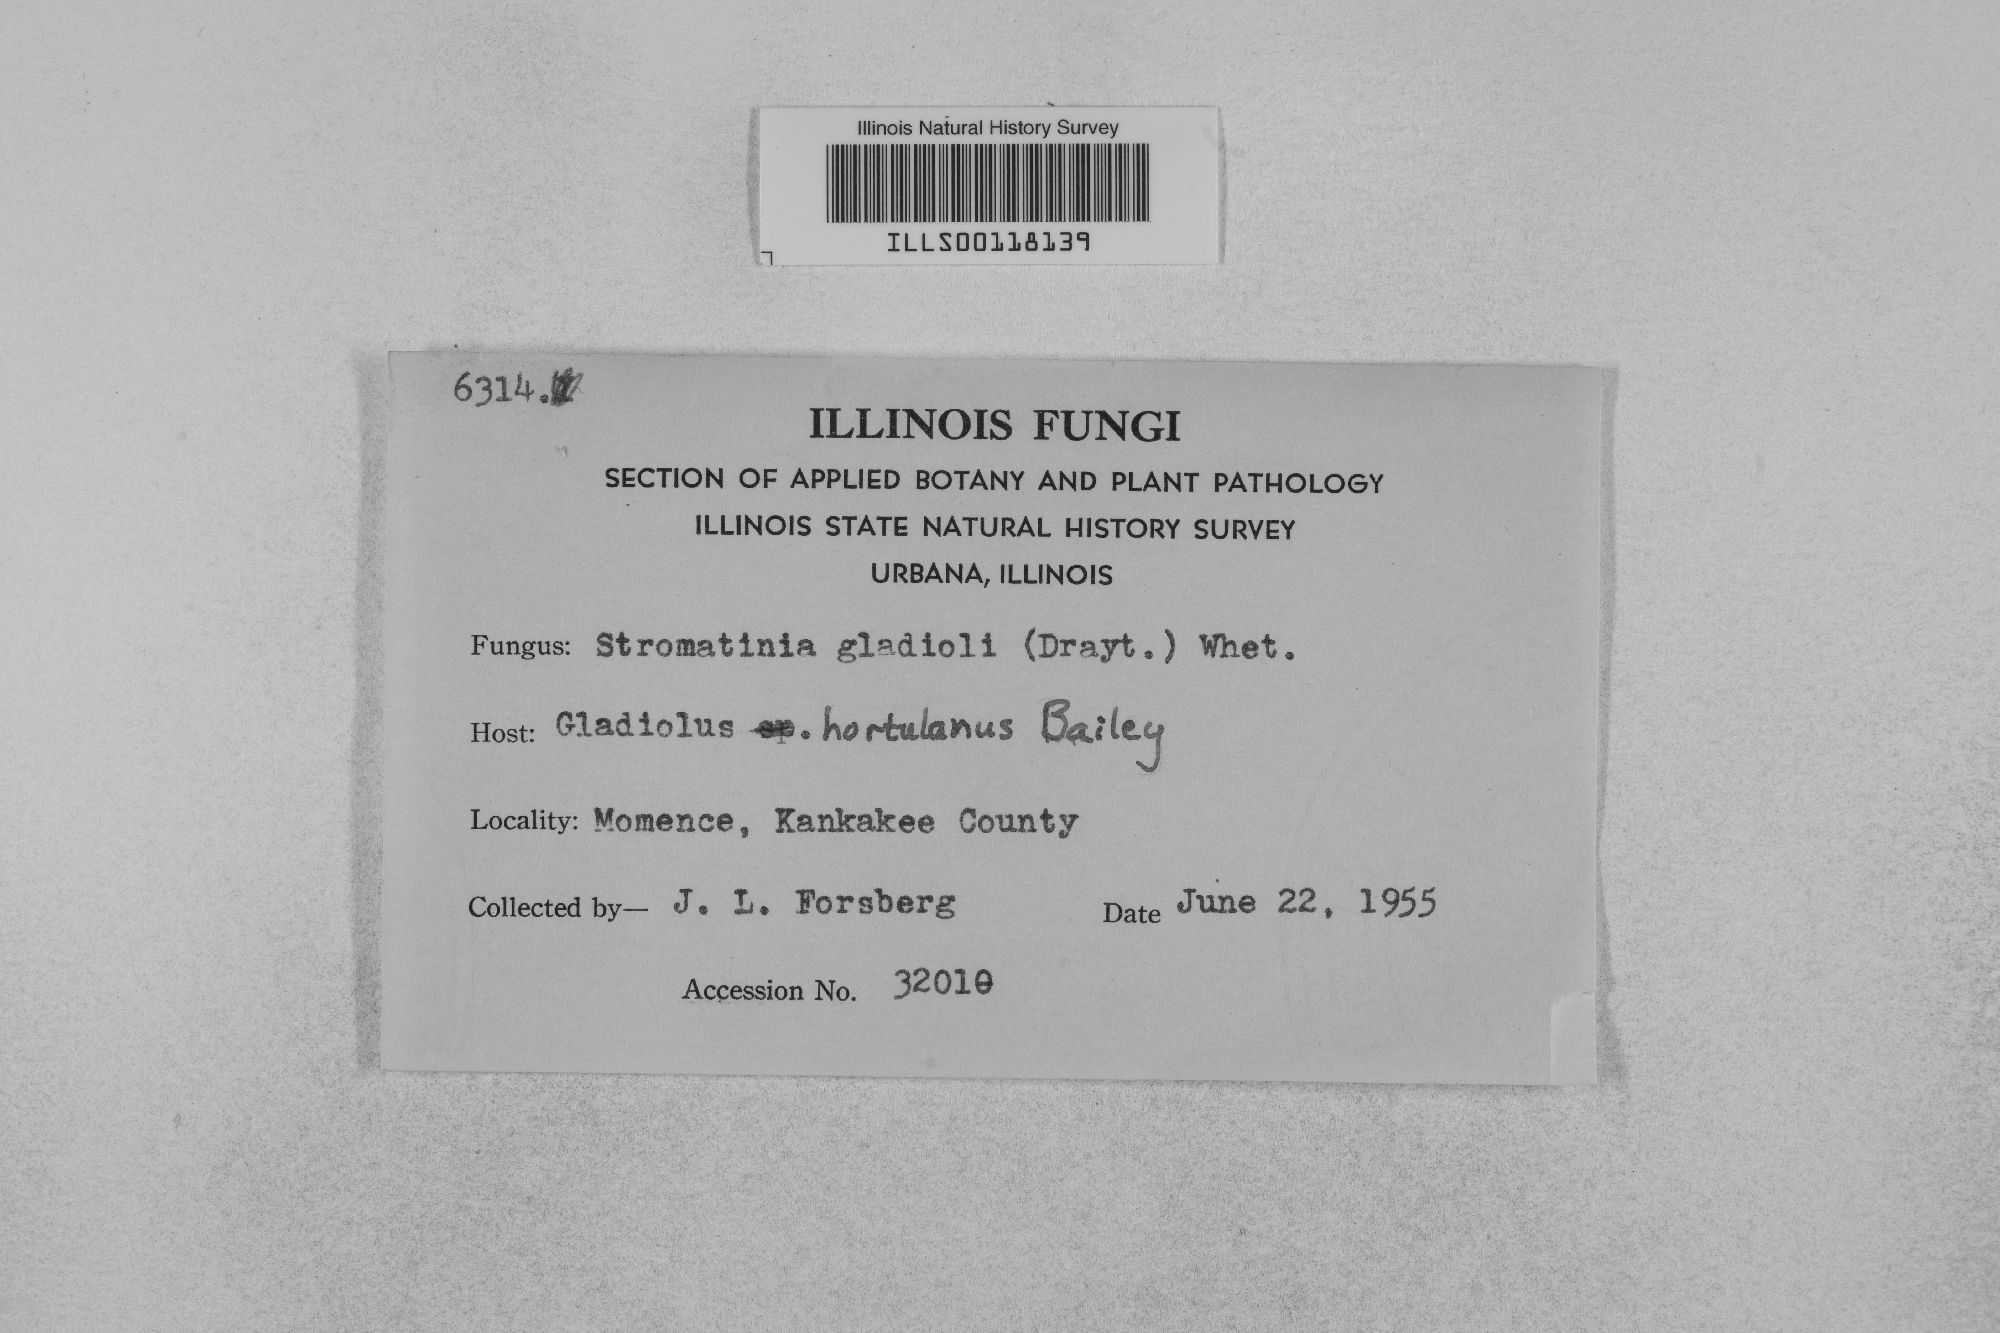 Illinois Natural History Survey
ILLS00118139
6314.
ILLINOIS FUNGI
SECTION OF APPLIED BOTANY AND PLANT PATHOLOGY
ILLINOIS STATE NATURAL HISTORY SURVEY
URBANA, ILLINOIS
Fungus: Stromatinia gladioli (Drayt.) Whet.
Host: Gladiolus sp. hortulanus Bailey
Locality: Momence, Kankakee County
Collected by— J. L. Forsberg Date June 22, 1955
Accession No. 32010